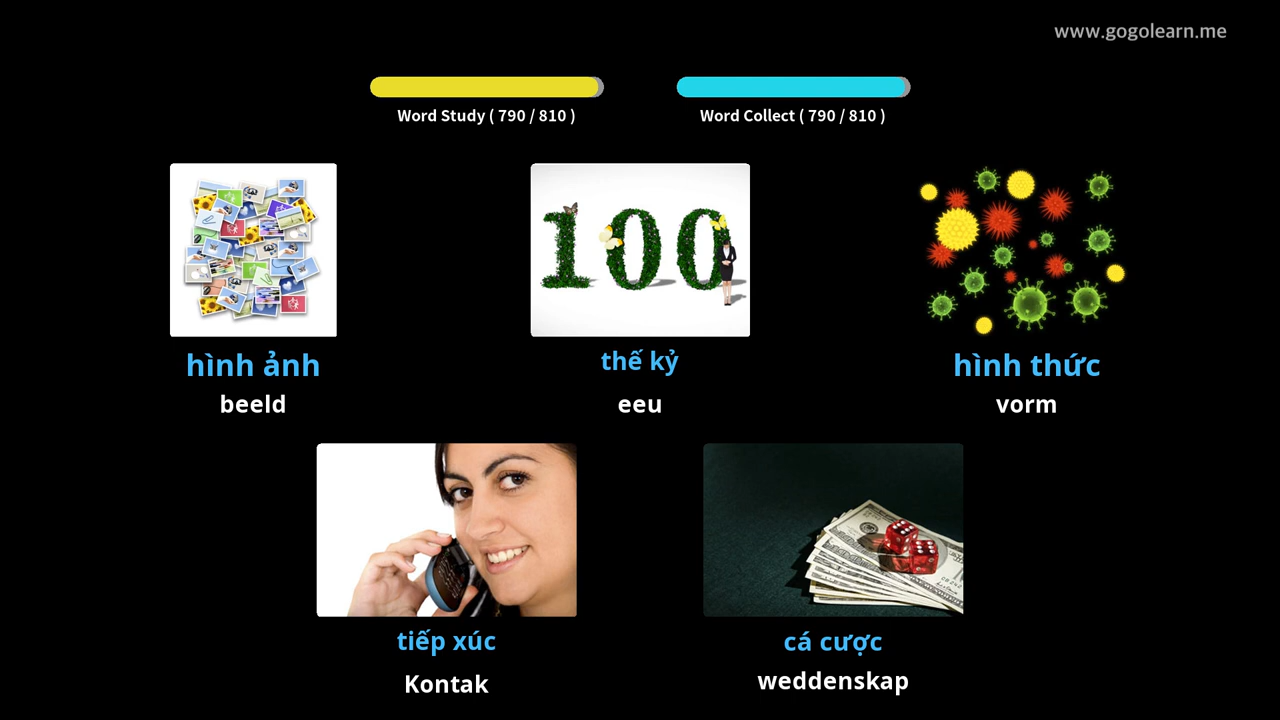 www.gogolearn.me
Word Study ( 790 / 810 )
Word Collect ( 790 / 810 )
100
hình ảnh
beeld
thế kỷ
eeu
hình thức
vorm
tiếp xúc
Kontak
cá cược
weddenskap